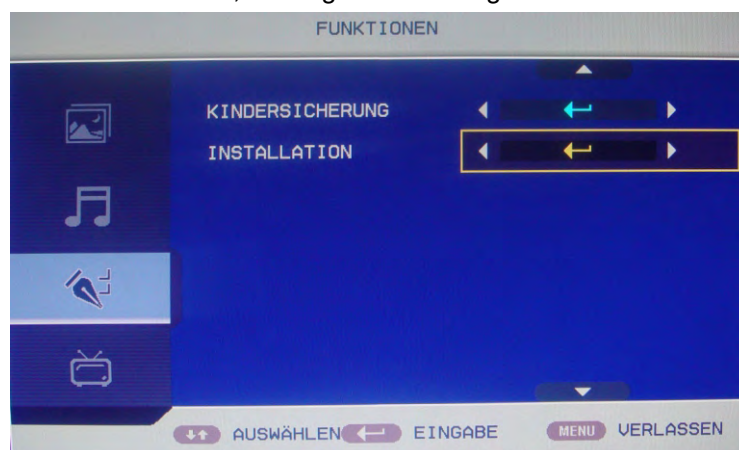 FUNKTIONEN
KINDERSICHERUNG
INSTALLATION
AUSWÄHLEN EINGABE MENU VERLASSEN